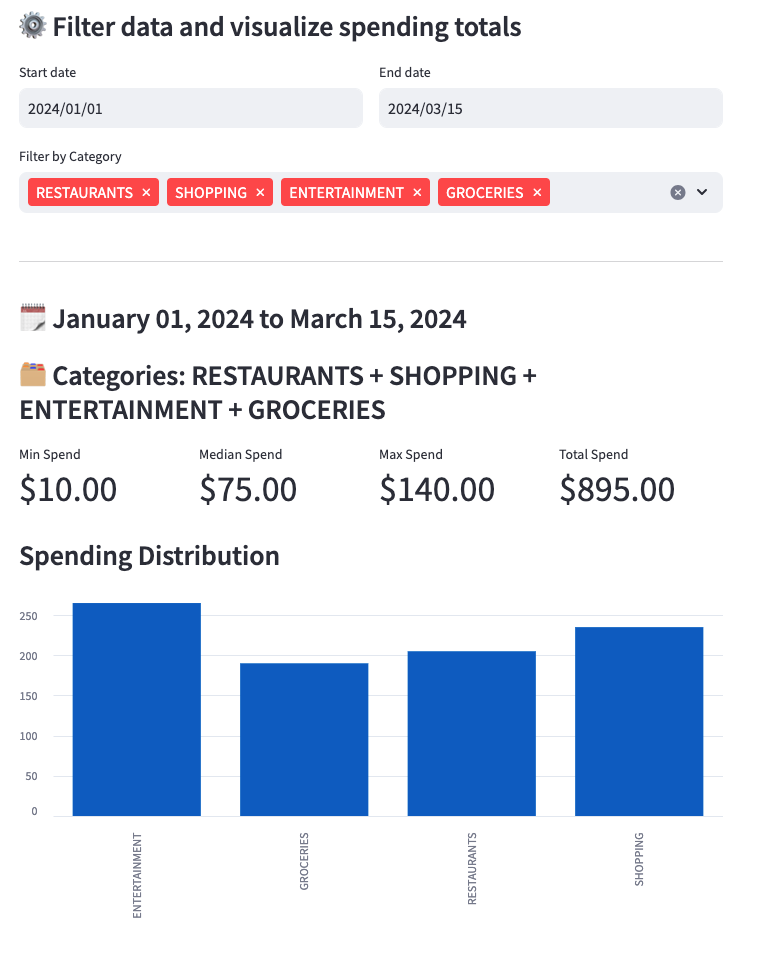 Filter data and visualize spending totals
Start date
End date
2024/01/01
2024/03/15
Filter by Category
RESTAURANTS ×
SHOPPING ×
ENTERTAINMENT ×
GROCERIES ×
January 01, 2024 to March 15, 2024
Categories: RESTAURANTS + SHOPPING +
ENTERTAINMENT + GROCERIES
Min Spend
Median Spend
Max Spend
Total Spend
$10.00
$75.00
$140.00
$895.00
Spending Distribution
250
200
150
100
50
0
ENTERTAINMENT
GROCERIES
RESTAURANTS
SHOPPING